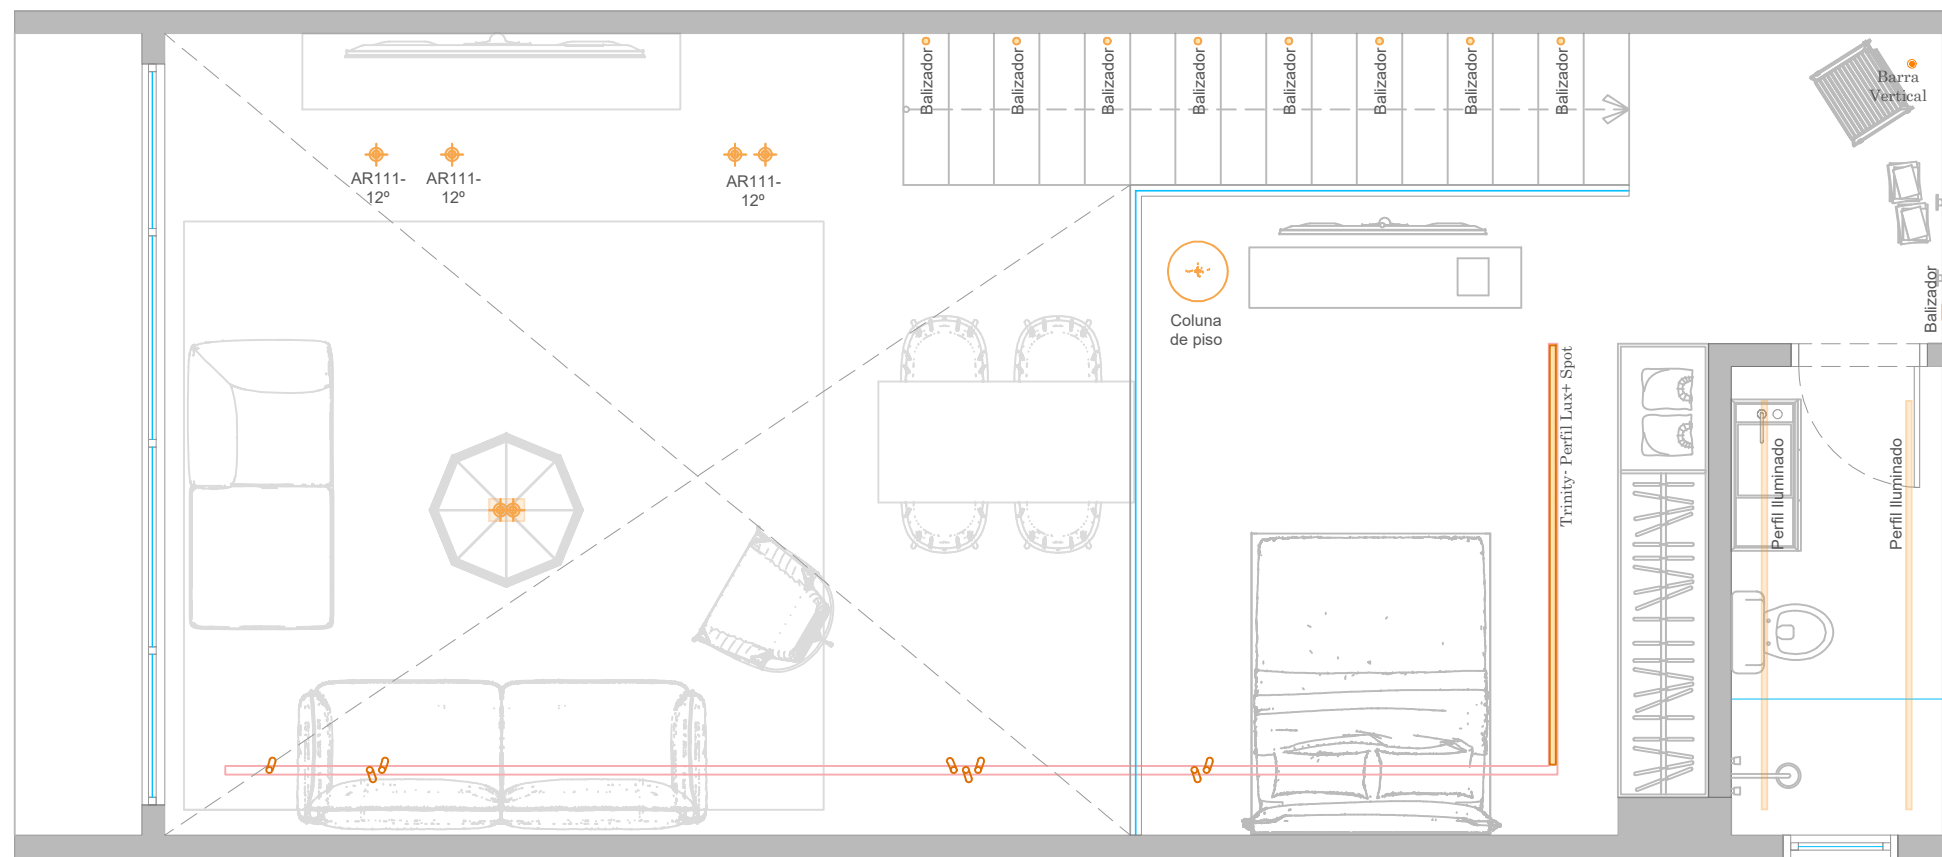 Balizador
Balizador
Balizador
Balizador
Balizador
Balizador
Balizador
Balizador
Barra
Vertical
AR111-
12º
AR111-
12º
AR111-
12º
Balizador
Coluna
de piso
Trinity- Perfil Lux+ Spot
Perfil Iluminado
Perfil Iluminado